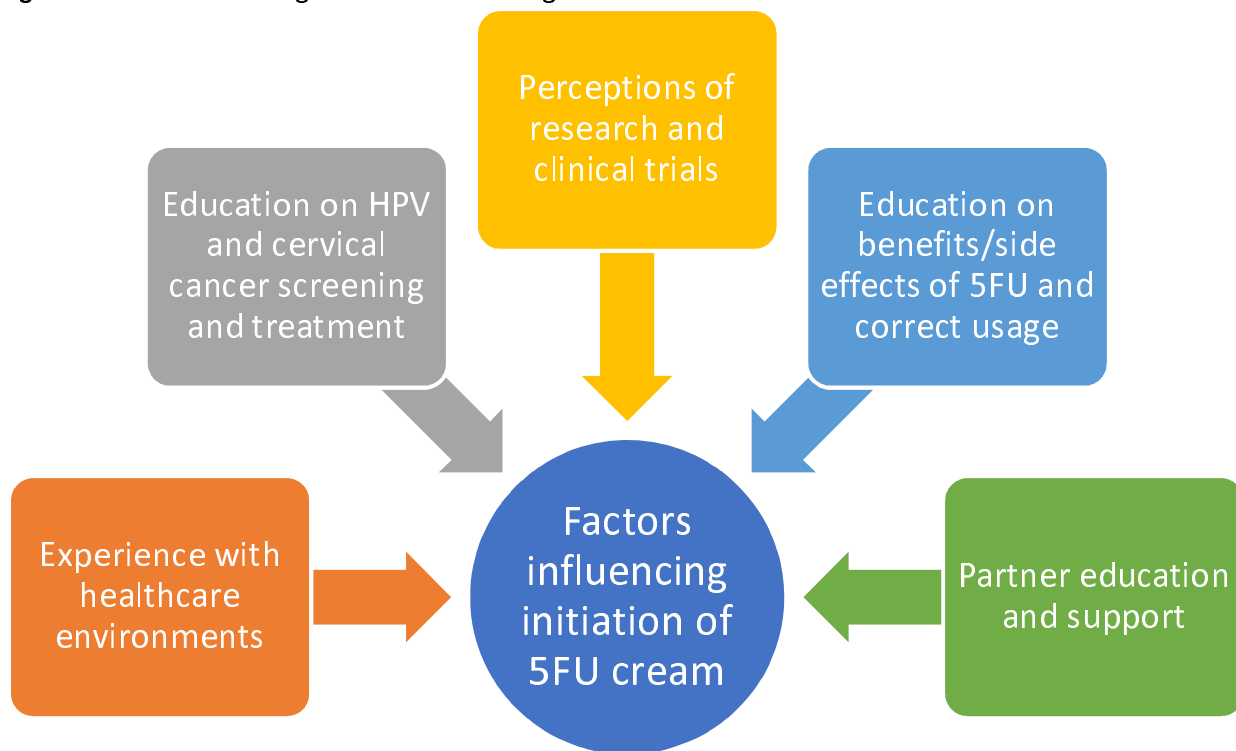 Perceptions of
research and
clinical trials
Education on HPV
and cervical
cancer screening
and treatment
Education on
benefits/side
effects of 5FU and
correct usage
Experience with
healthcare
environments
Factors
influencing
initiation of
5FU cream
Partner education
and support